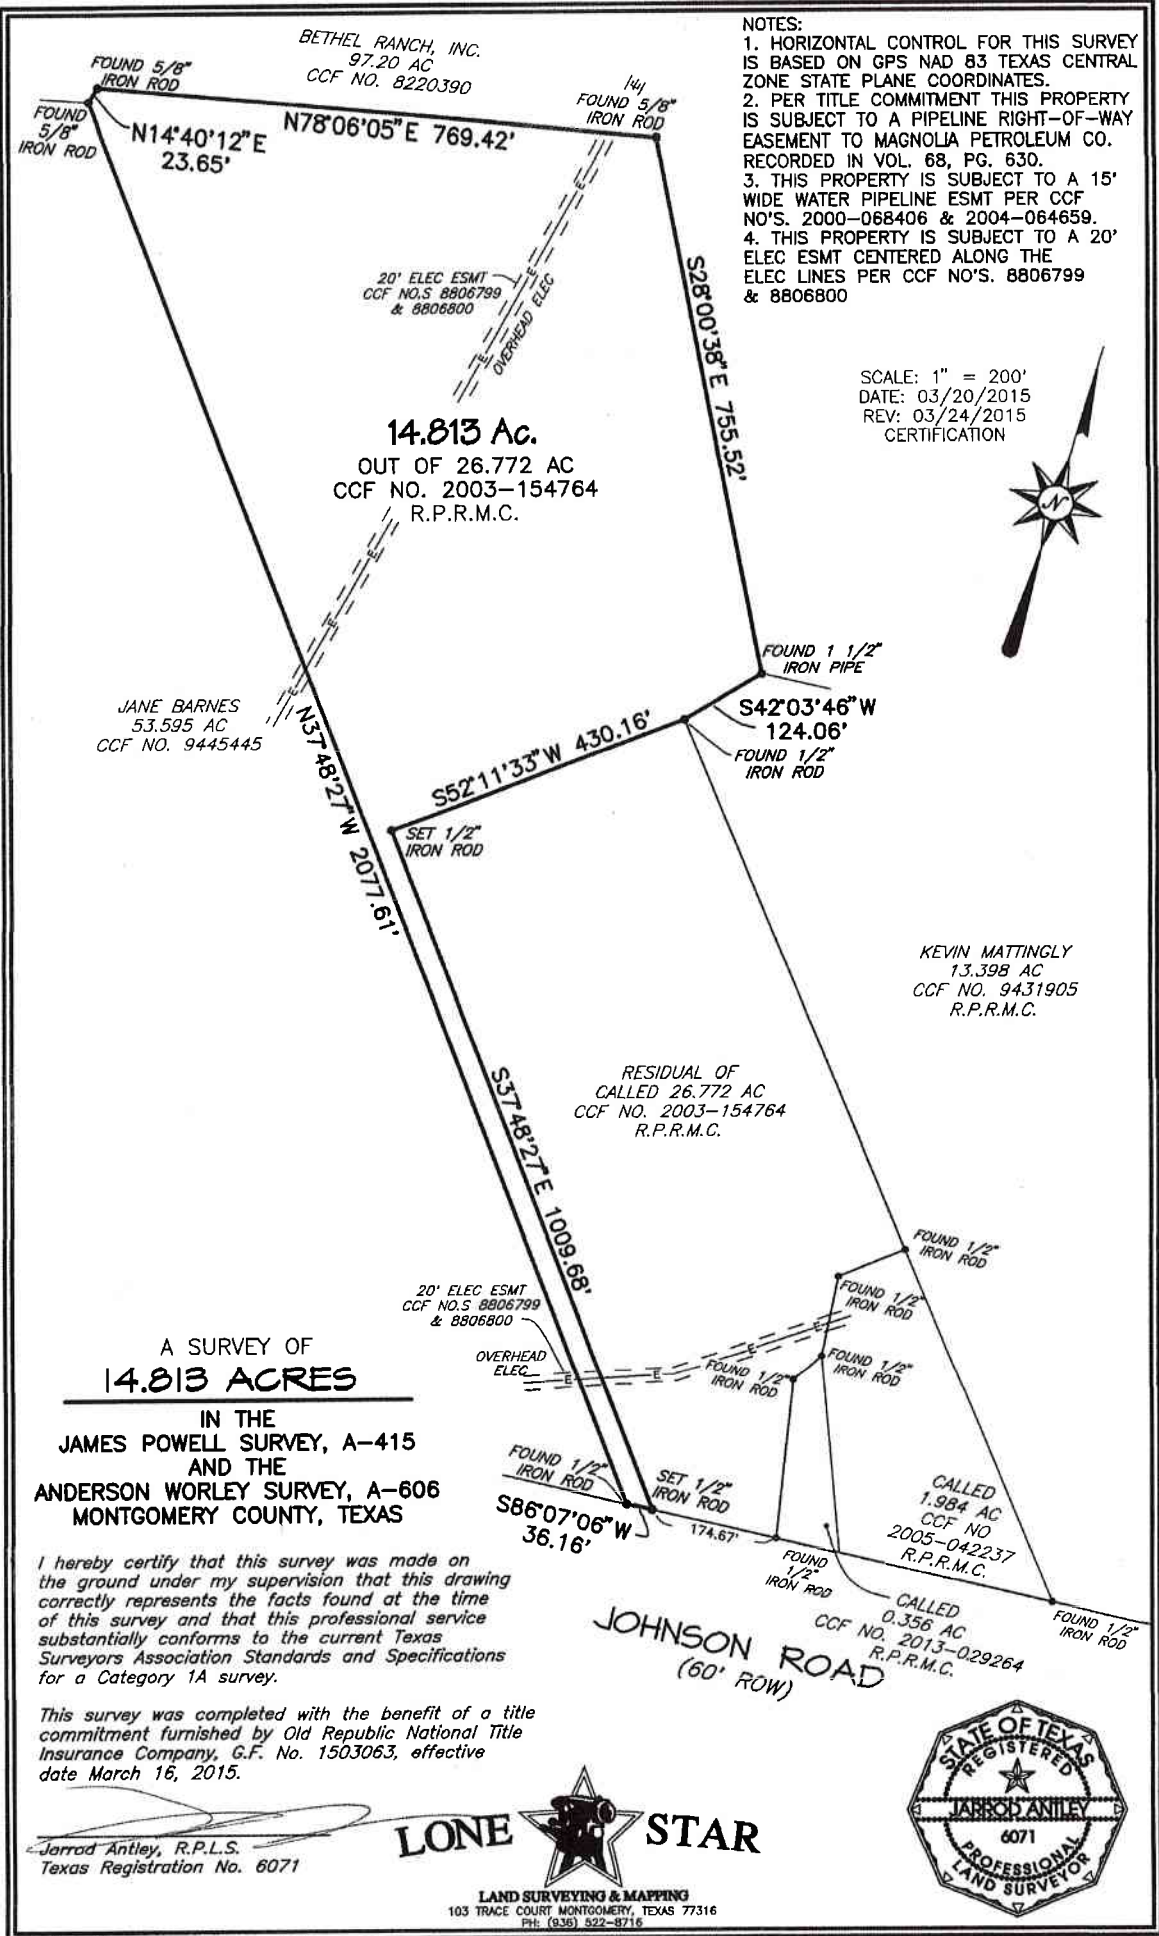 NOTES:
1. HORIZONTAL CONTROL FOR THIS SURVEY
IS BASED ON GPS NAD 83 TEXAS CENTRAL
ZONE STATE PLANE COORDINATES.
2. PER TITLE COMMITMENT THIS PROPERTY
IS SUBJECT TO A PIPELINE RIGHT-OF-WAY
EASEMENT TO MAGNOLIA PETROLEUM CO.
RECORDED IN VOL. 68, PG. 630.
3. THIS PROPERTY IS SUBJECT TO A 15'
WIDE WATER PIPELINE ESMT PER CCF
NO'S. 2000-068406 & 2004-064659.
4. THIS PROPERTY IS SUBJECT TO A 20'
ELEC ESMT CENTERED ALONG THE
ELEC LINES PER CCF NO'S. 8806799
& 8806800
BETHEL RANCH, INC.
97.20 AC
CCF NO. 8220390
FOUND 5/8"
IRON ROD
FOUND
5/8"
IRON ROD
N14°40'12"E
23.65'
N78°06'05"E 769.42'
FOUND 5/8"
IRON ROD
20' ELEC ESMT
CCF NO.S 8806799
& 8806800
E
OVERHEAD ELEC
E
S28°00'38"E 755.52'
SCALE: 1" = 200'
DATE: 03/20/2015
REV: 03/24/2015
CERTIFICATION
N
14.813 Ac.
OUT OF 26.772 AC
CCF NO. 2003-154764
R.P.R.M.C.
E
E
E
FOUND 1 1/2"
IRON PIPE
S42°03'46"W
124.06'
FOUND 1/2"
IRON ROD
JANE BARNES
53.595 AC
CCF NO. 9445445
S52°11'33"W 430.16'
N37°48'27"W 2077.61'
SET 1/2"
IRON ROD
KEVIN MATTINGLY
13.398 AC
CCF NO. 9431905
R.P.R.M.C.
RESIDUAL OF
CALLED 26.772 AC
CCF NO. 2003-154764
R.P.R.M.C.
S37°48'27"E 1009.68'
FOUND 1/2"
IRON ROD
FOUND 1/2"
IRON ROD
20' ELEC ESMT
CCF NO.S 8806799
& 8806800
OVERHEAD
ELEC
E
E
E
E
FOUND 1/2"
IRON ROD
FOUND 1/2"
IRON ROD
A SURVEY OF
14.813 ACRES
IN THE
JAMES POWELL SURVEY, A-415
AND THE
ANDERSON WORLEY SURVEY, A-606
MONTGOMERY COUNTY, TEXAS
FOUND 1/2"
IRON ROD
SET 1/2"
IRON ROD
S86°07'06"W
36.16'
174.67'
FOUND
1/2"
IRON ROD
CALLED
1.984 AC
CCF NO
2005-042237
R.P.R.M.C.
CALLED
0.356 AC
CCF NO. 2013-029264
R.P.R.M.C.
FOUND 1/2"
IRON ROD
JOHNSON ROAD
(60' ROW)
I hereby certify that this survey was made on
the ground under my supervision that this drawing
correctly represents the facts found at the time
of this survey and that this professional service
substantially conforms to the current Texas
Surveyors Association Standards and Specifications
for a Category 1A survey.
This survey was completed with the benefit of a title
commitment furnished by Old Republic National Title
Insurance Company, G.F. No. 1503063, effective
date March 16, 2015.
Jarrod Antley, R.P.L.S.
Texas Registration No. 6071
LONE STAR
LAND SURVEYING & MAPPING
103 TRACE COURT MONTGOMERY, TEXAS 77316
PH: (936) 522-8716
STATE OF TEXAS
REGISTERED
JARROD ANTLEY
6071
PROFESSIONAL
LAND SURVEYOR